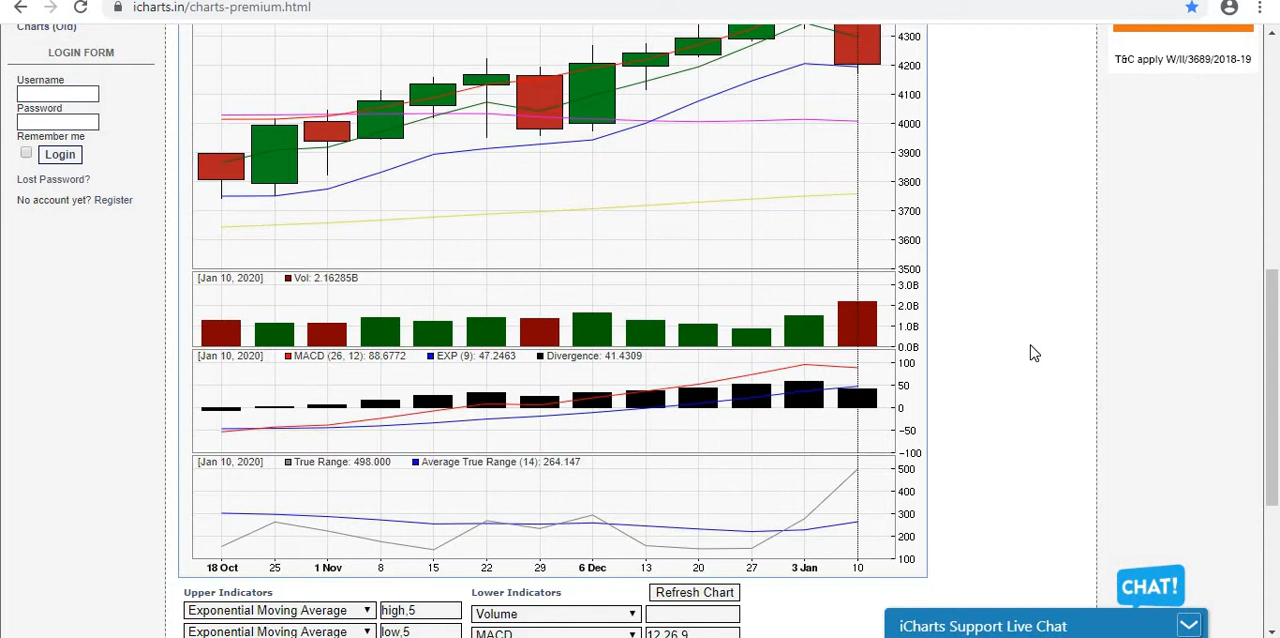 icharts.in/charts-premium.html
Charts (Old)
LOGIN FORM
Username
Password
Remember me
Login
Lost Password?
No account yet? Register
4300
4200
4100
4000
3900
3800
3700
3600
3500
[Jan 10, 2020] Vol: 2.16285B
3.0B
2.0B
1.0B
0.0B
[Jan 10, 2020] MACD (26, 12): 88.6772 EXP (9): 47.2463 Divergence: 41.4309
100
50
0
-50
-100
[Jan 10, 2020] True Range: 498.000 Average True Range (14): 264.147
500
400
300
200
100
18 Oct 25 1 Nov 8 15 22 29 6 Dec 13 20 27 3 Jan 10
Upper Indicators Lower Indicators Refresh Chart
Exponential Moving Average high,5 Volume
Exponential Moving Average low,5 MACD 12,26,9
T&C apply W/II/3689/2018-19
CHAT!
iCharts Support Live Chat